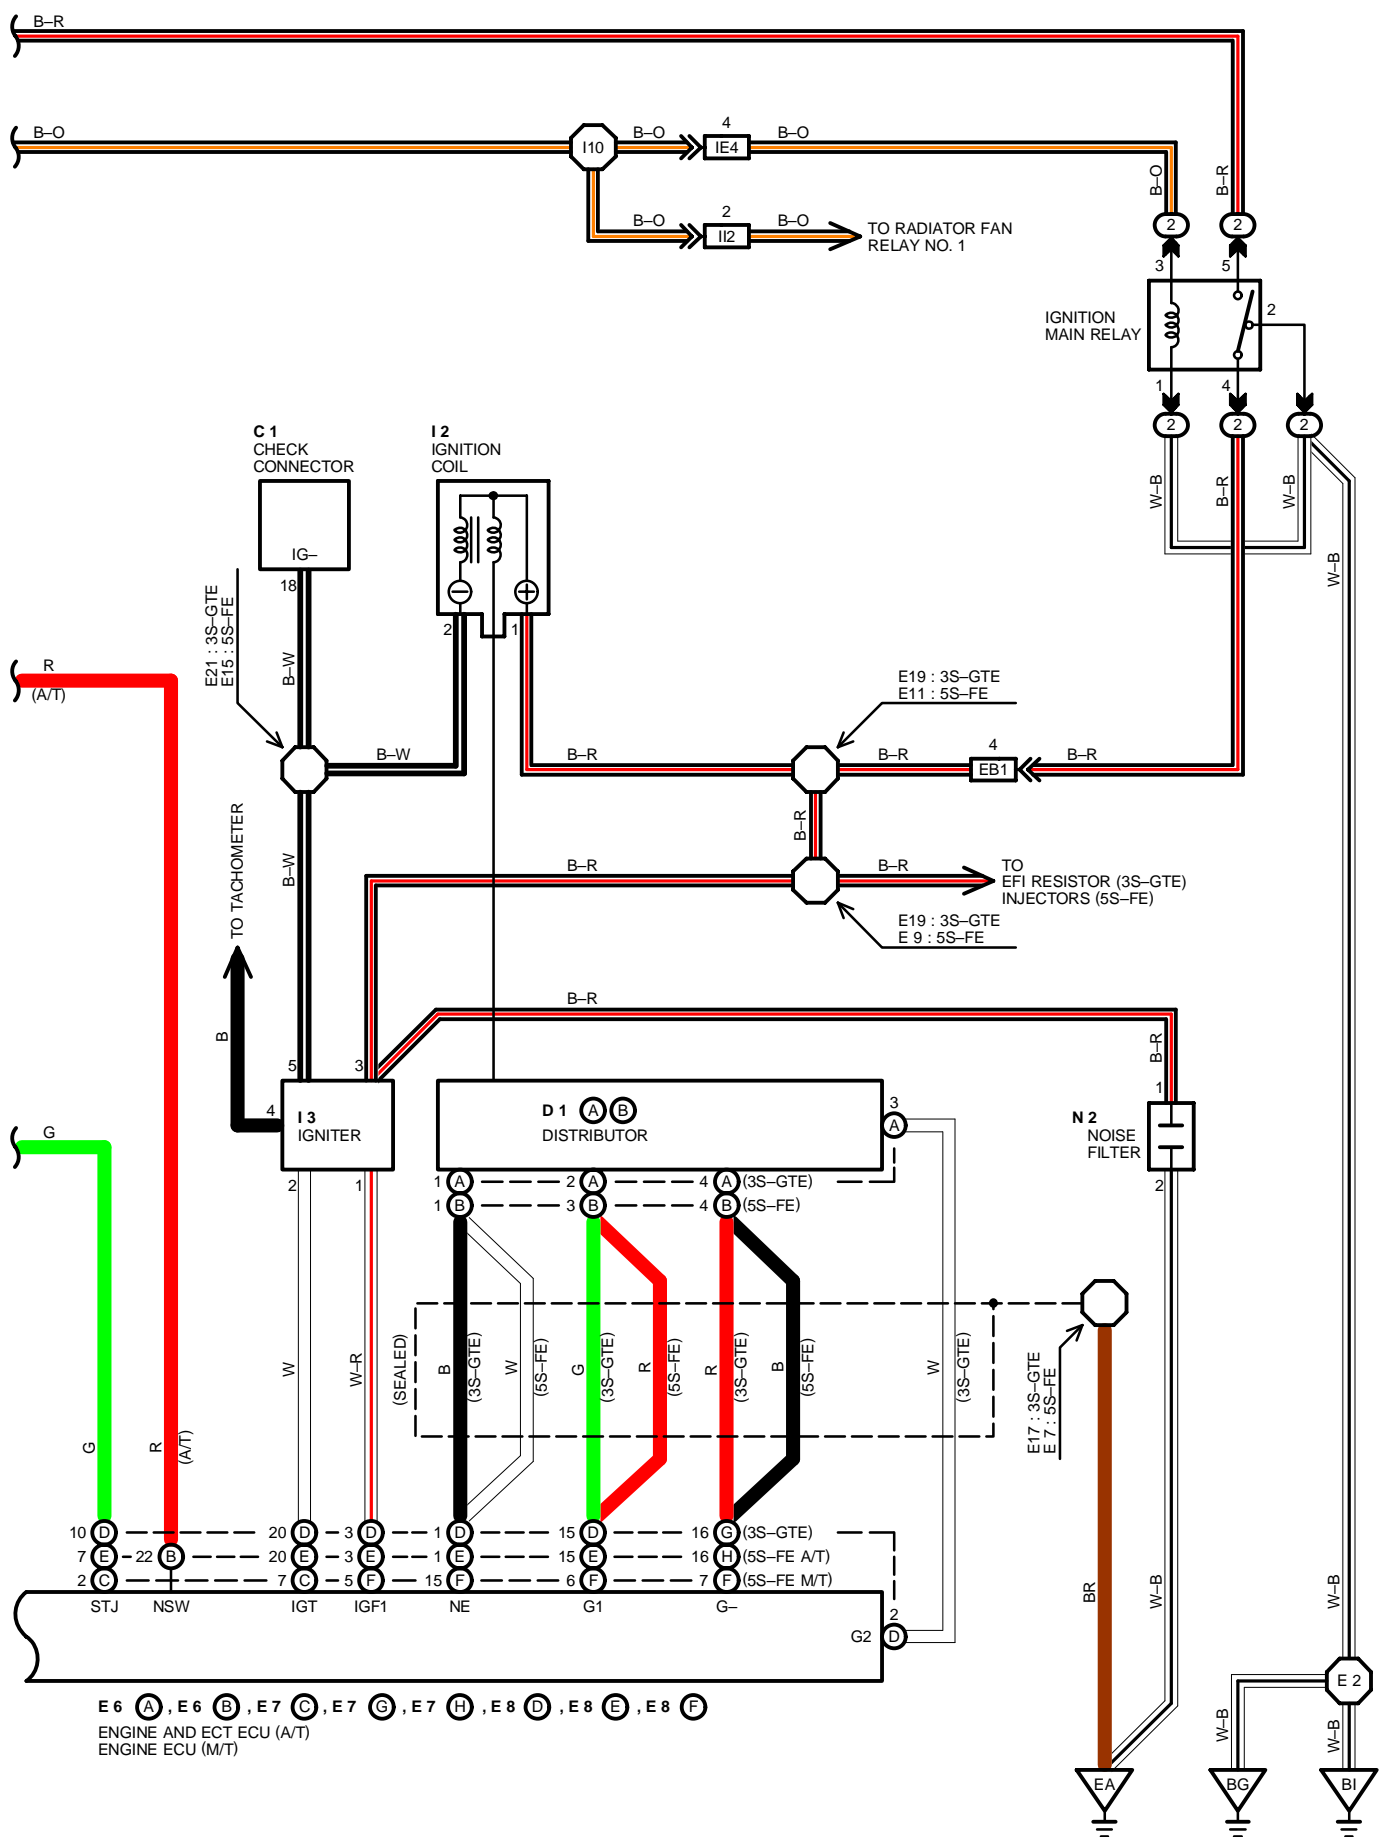 B–R
B–O
I10
B–O
4
IE4
B–O
B–O
B–R
B–O
2
II2
B–O
TO RADIATOR FAN
RELAY NO. 1
2
2
3
5
IGNITION
MAIN RELAY
2
1
4
2
2
2
W–B
B–R
W–B
W–B
C 1
CHECK
CONNECTOR
IG–
18
I 2
IGNITION
COIL
2
1
E21 : 3S–GTE
E15 : 5S–FE
B–W
R
(A/T)
B–W
B–R
E19 : 3S–GTE
E11 : 5S–FE
B–R
4
EB1
B–R
B–R
TO TACHOMETER
B–W
B–R
B–R
TO
EFI RESISTOR (3S–GTE)
INJECTORS (5S–FE)
E19 : 3S–GTE
E 9 : 5S–FE
B
B–R
B–R
5
3
4
I 3
IGNITER
2
1
D 1 A B
DISTRIBUTOR
3
A
1
N 2
NOISE
FILTER
2
G
1 A 2 A 4 A (3S–GTE)
1 B 3 B 4 B (5S–FE)
G
R
(A/T)
W
W–R
(SEALED)
B
(3S–GTE)
W
(5S–FE)
G
(3S–GTE)
R
(5S–FE)
R
(3S–GTE)
B
(5S–FE)
W
(3S–GTE)
E17 : 3S–GTE
E 7 : 5S–FE
BR
W–B
W–B
10 D 20 D 3 D 1 D 15 D 16 G (3S–GTE)
7 E 22 B 20 E 3 E 1 E 15 E 16 H (5S–FE A/T)
2 C 7 C 5 F 15 F 6 F 7 F (5S–FE M/T)
STJ NSW IGT IGF1 NE G1 G–
2
G2 D
E 6 A , E 6 B , E 7 C , E 7 G , E 7 H , E 8 D , E 8 E , E 8 F
ENGINE AND ECT ECU (A/T)
ENGINE ECU (M/T)
E 2
W–B
W–B
EA
BG
BI